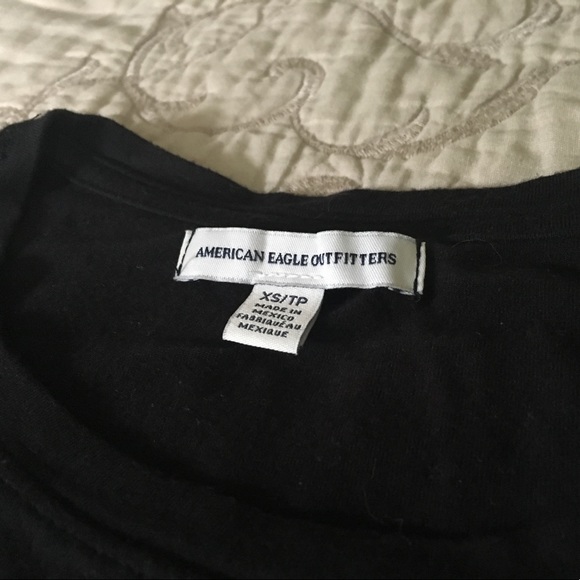 AMERICAN EAGLE OUTFITTERS
XS/TP
MADE IN
MEXICO
FABRIQUÉ AU
MEXIQUE